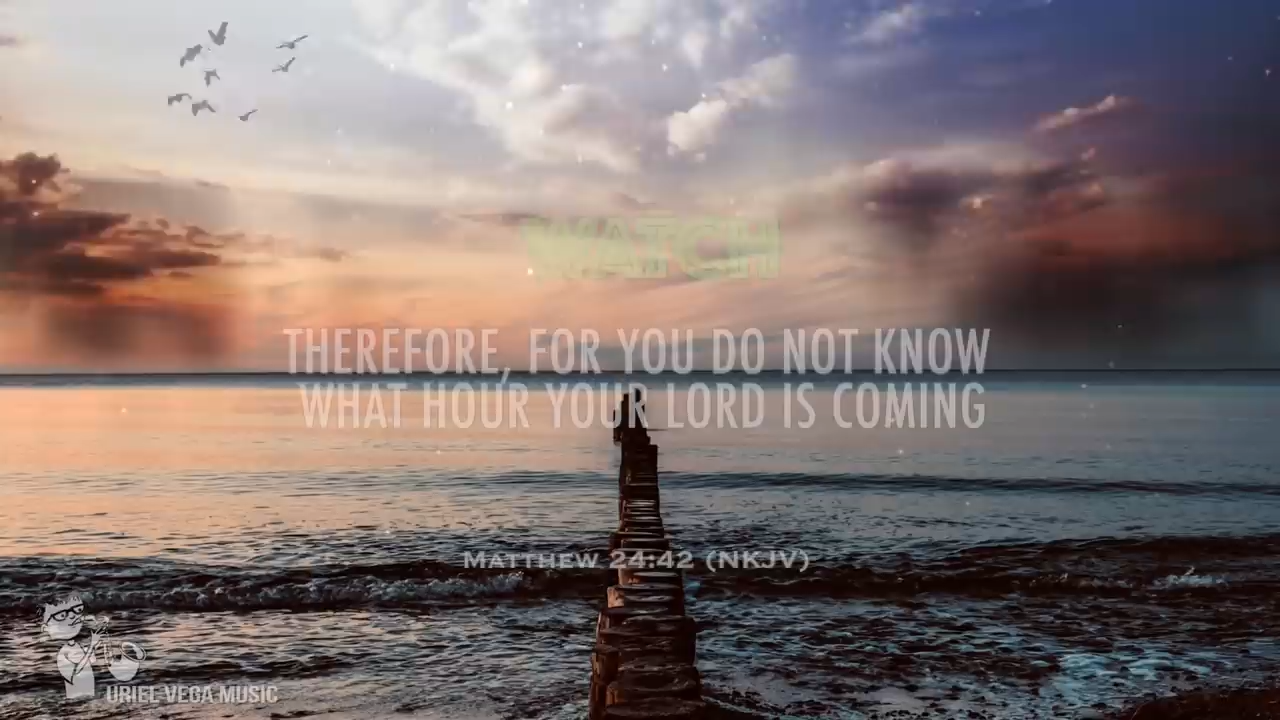 WATCH
THEREFORE, FOR YOU DO NOT KNOW
WHAT HOUR YOUR LORD IS COMING
MATTHEW 24:42 (NKJV)
URIEL VEGA MUSIC